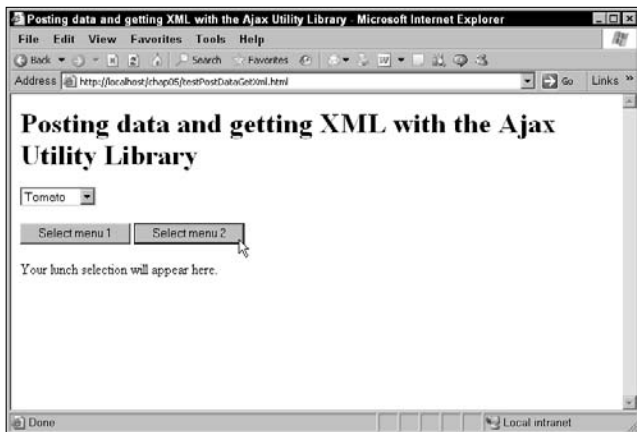 Posting data and getting XML with the Ajax Utility Library - Microsoft Internet Explorer
File Edit View Favorites Tools Help
Back Search Favorites
Address http://localhost/chap05/testPostDataGetXml.html Go Links »
Posting data and getting XML with the Ajax
Utility Library
Tomato
Select menu 1 Select menu 2
Your lunch selection will appear here.
Done Local intranet